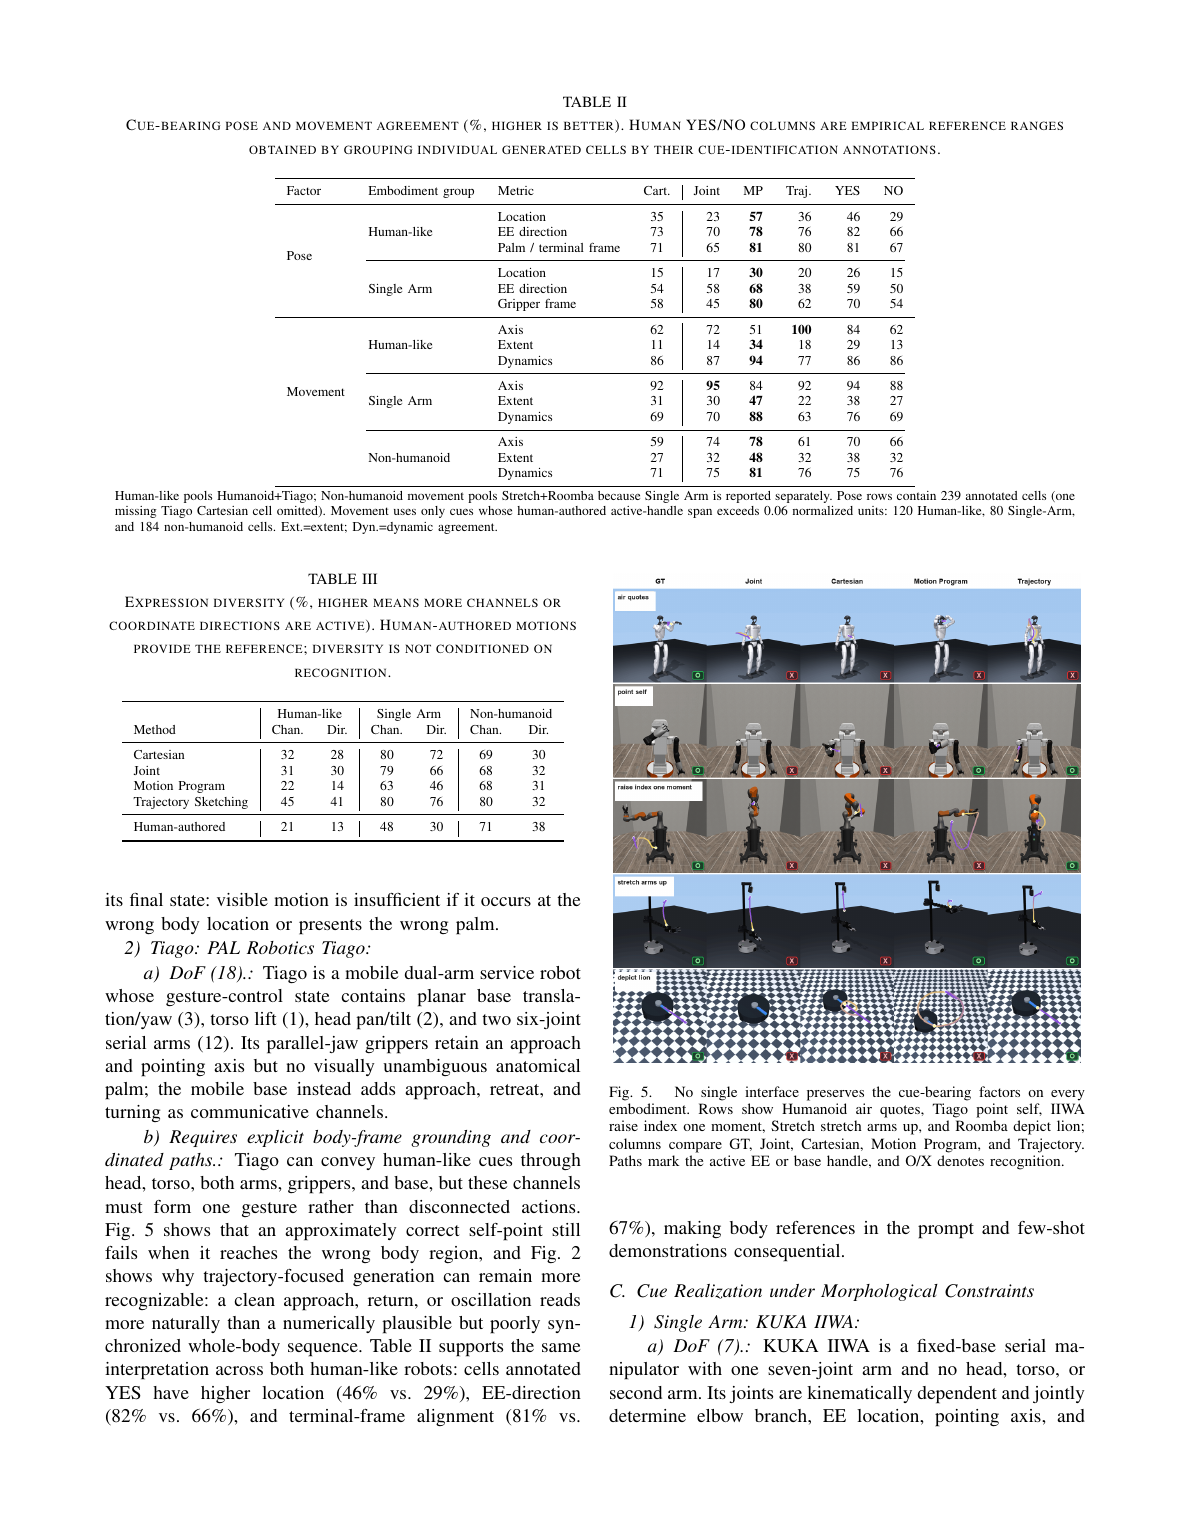 TABLE II
CUE-BEARING POSE AND MOVEMENT AGREEMENT (%, HIGHER IS BETTER). HUMAN YES/NO COLUMNS ARE EMPIRICAL REFERENCE RANGES
OBTAINED BY GROUPING INDIVIDUAL GENERATED CELLS BY THEIR CUE-IDENTIFICATION ANNOTATIONS.
Factor Embodiment group Metric Cart. Joint MP Traj. YES NO
Pose
Human-like
Location 35 23 57 36 46 29
EE direction 73 70 78 76 82 66
Palm / terminal frame 71 65 81 80 81 67
Single Arm
Location 15 17 30 20 26 15
EE direction 54 58 68 38 59 50
Gripper frame 58 45 80 62 70 54
Movement
Human-like
Axis 62 72 51 100 84 62
Extent 11 14 34 18 29 13
Dynamics 86 87 94 77 86 86
Single Arm
Axis 92 95 84 92 94 88
Extent 31 30 47 22 38 27
Dynamics 69 70 88 63 76 69
Non-humanoid
Axis 59 74 78 61 70 66
Extent 27 32 48 32 38 32
Dynamics 71 75 81 76 75 76
Human-like pools Humanoid+Tiago; Non-humanoid movement pools Stretch+Roomba because Single Arm is reported separately. Pose rows contain 239 annotated cells (one
missing Tiago Cartesian cell omitted). Movement uses only cues whose human-authored active-handle span exceeds 0.06 normalized units: 120 Human-like, 80 Single-Arm,
and 184 non-humanoid cells. Ext.=extent; Dyn.=dynamic agreement.
TABLE III
EXPRESSION DIVERSITY (%, HIGHER MEANS MORE CHANNELS OR
COORDINATE DIRECTIONS ARE ACTIVE). HUMAN-AUTHORED MOTIONS
PROVIDE THE REFERENCE; DIVERSITY IS NOT CONDITIONED ON
RECOGNITION.
Human-like Single Arm Non-humanoid
Method Chan. Dir. Chan. Dir. Chan. Dir.
Cartesian 32 28 80 72 69 30
Joint 31 30 79 66 68 32
Motion Program 22 14 63 46 68 31
Trajectory Sketching 45 41 80 76 80 32
Human-authored 21 13 48 30 71 38
its final state: visible motion is insufficient if it occurs at the
wrong body location or presents the wrong palm.
2) Tiago: PAL Robotics Tiago:
a) DoF (18).: Tiago is a mobile dual-arm service robot
whose gesture-control state contains planar base transla-
tion/yaw (3), torso lift (1), head pan/tilt (2), and two six-joint
serial arms (12). Its parallel-jaw grippers retain an approach
and pointing axis but no visually unambiguous anatomical
palm; the mobile base instead adds approach, retreat, and
turning as communicative channels.
b) Requires explicit body-frame grounding and coor-
dinated paths.: Tiago can convey human-like cues through
head, torso, both arms, grippers, and base, but these channels
must form one gesture rather than disconnected actions.
Fig. 5 shows that an approximately correct self-point still
fails when it reaches the wrong body region, and Fig. 2
shows why trajectory-focused generation can remain more
recognizable: a clean approach, return, or oscillation reads
more naturally than a numerically plausible but poorly syn-
chronized whole-body sequence. Table II supports the same
interpretation across both human-like robots: cells annotated
YES have higher location (46% vs. 29%), EE-direction
(82% vs. 66%), and terminal-frame alignment (81% vs.
GT Joint Cartesian Motion Program Trajectory
air quotes
O X X X X
point self
O X X O O
raise index one moment
O X X X O
stretch arms up
O X X X O
depict lion
O X X X O
Fig. 5. No single interface preserves the cue-bearing factors on every
embodiment. Rows show Humanoid air quotes, Tiago point self, IIWA
raise index one moment, Stretch stretch arms up, and Roomba depict lion;
columns compare GT, Joint, Cartesian, Motion Program, and Trajectory.
Paths mark the active EE or base handle, and O/X denotes recognition.
67%), making body references in the prompt and few-shot
demonstrations consequential.
C. Cue Realization under Morphological Constraints
1) Single Arm: KUKA IIWA:
a) DoF (7).: KUKA IIWA is a fixed-base serial ma-
nipulator with one seven-joint arm and no head, torso, or
second arm. Its joints are kinematically dependent and jointly
determine elbow branch, EE location, pointing axis, and